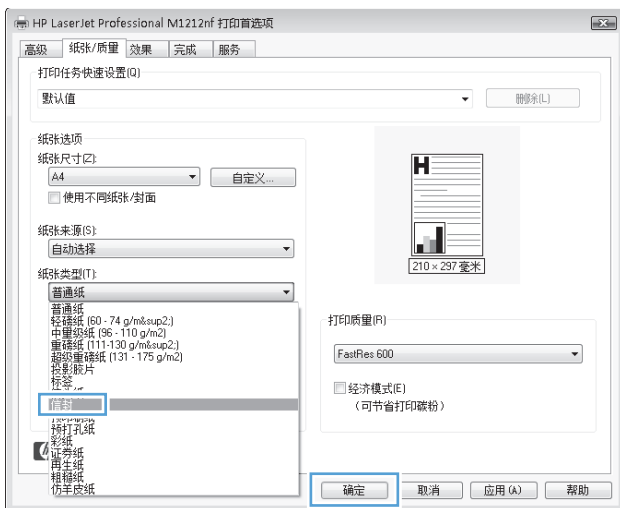 HP LaserJet Professional M1212nf 打印首选项
高级 纸张/质量 效果 完成 服务
打印任务快速设置(Q)
默认值
删除(L)
纸张选项
纸张尺寸(Z):
A4
自定义...
使用不同纸张/封面
纸张来源(S):
自动选择
纸张类型(T):
普通纸
普通纸
轻磅纸 (60 - 74 g/m&sup2;)
中量级纸 (96 - 110 g/m2)
重磅纸 (111-130 g/m&sup2;)
超级重磅纸 (131 - 175 g/m2)
投影胶片
标签
信封
预打孔纸
彩纸
证券纸
再生纸
粗糙纸
仿羊皮纸
H
210 × 297 毫米
打印质量(R)
FastRes 600
经济模式(E)
(可节省打印碳粉)
确定
取消
应用 (A)
帮助